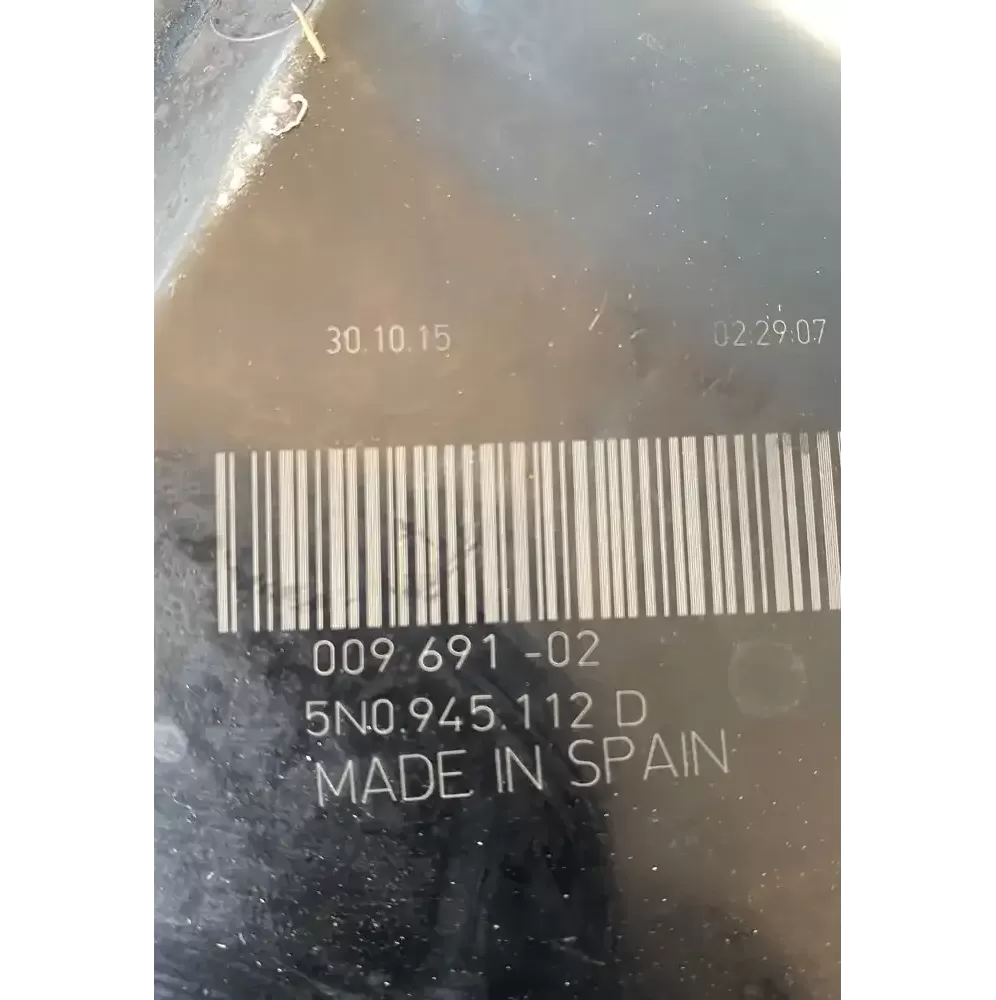 30.10.15 02:29:07
009 691 -02
5N0.945.112 D
MADE IN SPAIN